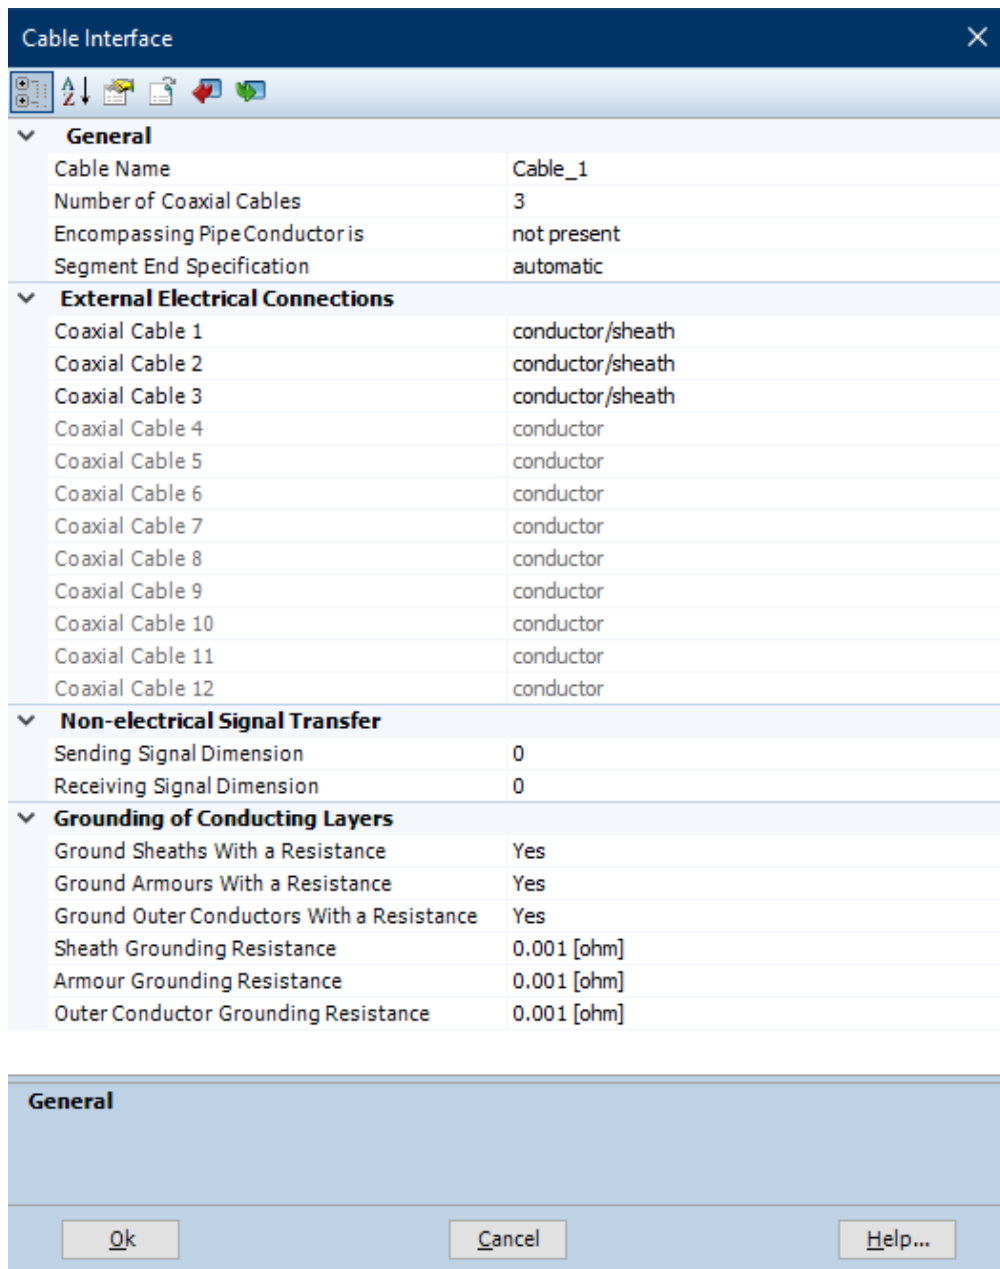 Cable Interface
General
Cable Name Cable_1
Number of Coaxial Cables 3
Encompassing Pipe Conductor is not present
Segment End Specification automatic
External Electrical Connections
Coaxial Cable 1 conductor/sheath
Coaxial Cable 2 conductor/sheath
Coaxial Cable 3 conductor/sheath
Coaxial Cable 4 conductor
Coaxial Cable 5 conductor
Coaxial Cable 6 conductor
Coaxial Cable 7 conductor
Coaxial Cable 8 conductor
Coaxial Cable 9 conductor
Coaxial Cable 10 conductor
Coaxial Cable 11 conductor
Coaxial Cable 12 conductor
Non-electrical Signal Transfer
Sending Signal Dimension 0
Receiving Signal Dimension 0
Grounding of Conducting Layers
Ground Sheaths With a Resistance Yes
Ground Armours With a Resistance Yes
Ground Outer Conductors With a Resistance Yes
Sheath Grounding Resistance 0.001 [ohm]
Armour Grounding Resistance 0.001 [ohm]
Outer Conductor Grounding Resistance 0.001 [ohm]
General
Ok Cancel Help...